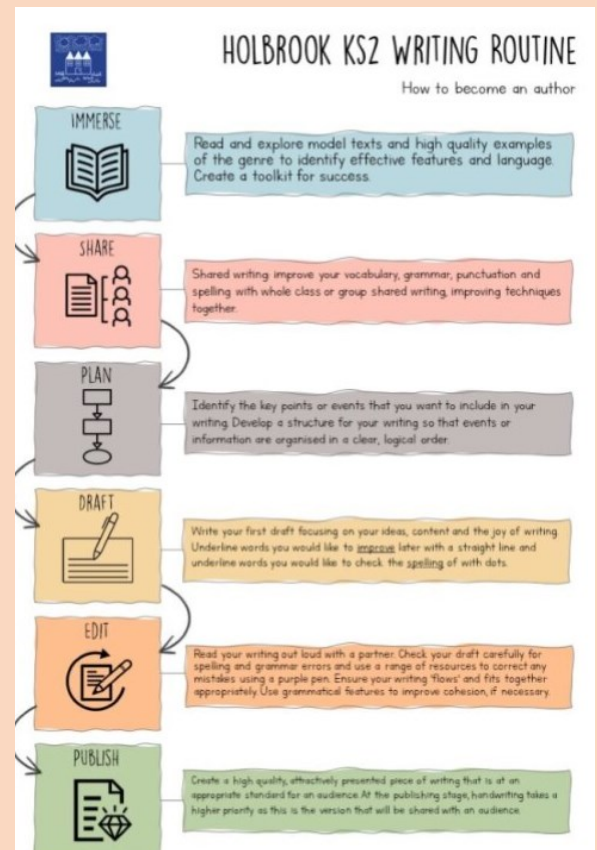 HOLBROOK KS2 WRITING ROUTINE
How to become an author
IMMERSE
Read and explore model texts and high quality examples
of the genre to identify effective features and language.
Create a toolkit for success.
SHARE
Shared writing: improve your vocabulary, grammar, punctuation and
spelling with whole class or group shared writing, improving techniques
together.
PLAN
Identify the key points or events that you want to include in your
writing. Develop a structure for your writing so that events or
information are organised in a clear, logical order.
DRAFT
Write your first draft focusing on your ideas, content and the joy of writing.
Underline words you would like to improve later with a straight line and
underline words you would like to check the spelling of with dots.
EDIT
Read your writing out loud with a partner. Check your draft carefully for
spelling and grammar errors and use a range of resources to correct any
mistakes using a purple pen. Ensure your writing 'flows' and fits together
appropriately. Use grammatical features to improve cohesion, if necessary.
PUBLISH
Create a high quality, attractively presented piece of writing that is at an
appropriate standard for an audience. At the publishing stage, handwriting takes a
higher priority as this is the version that will be shared with an audience.